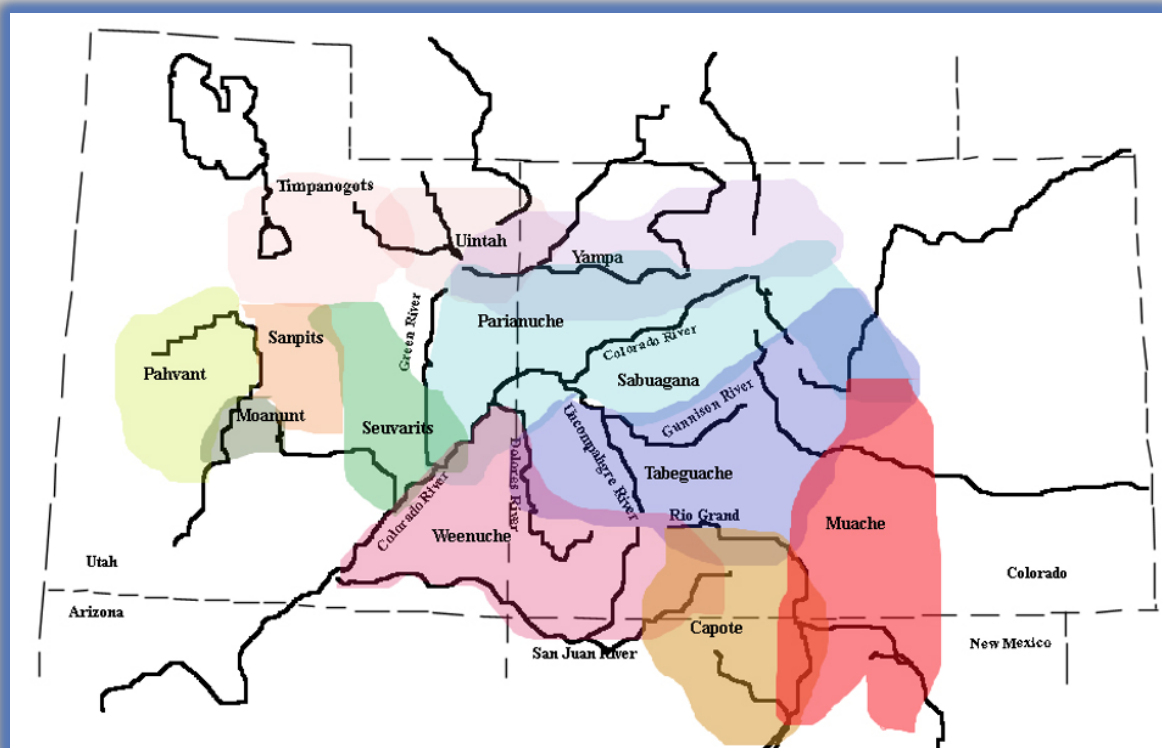 Timpanogots
Uintah
Yampa
Green River
Parianuche
Colorado River
Sanpits
Pahvant
Sabuagana
Moanunt
Gunnison River
Seuvarits
Uncompahgre River
Dolores River
Tabeguache
Rio Grand
Muache
Colorado River
Weenuche
Utah
Colorado
Arizona
Capote
New Mexico
San Juan River